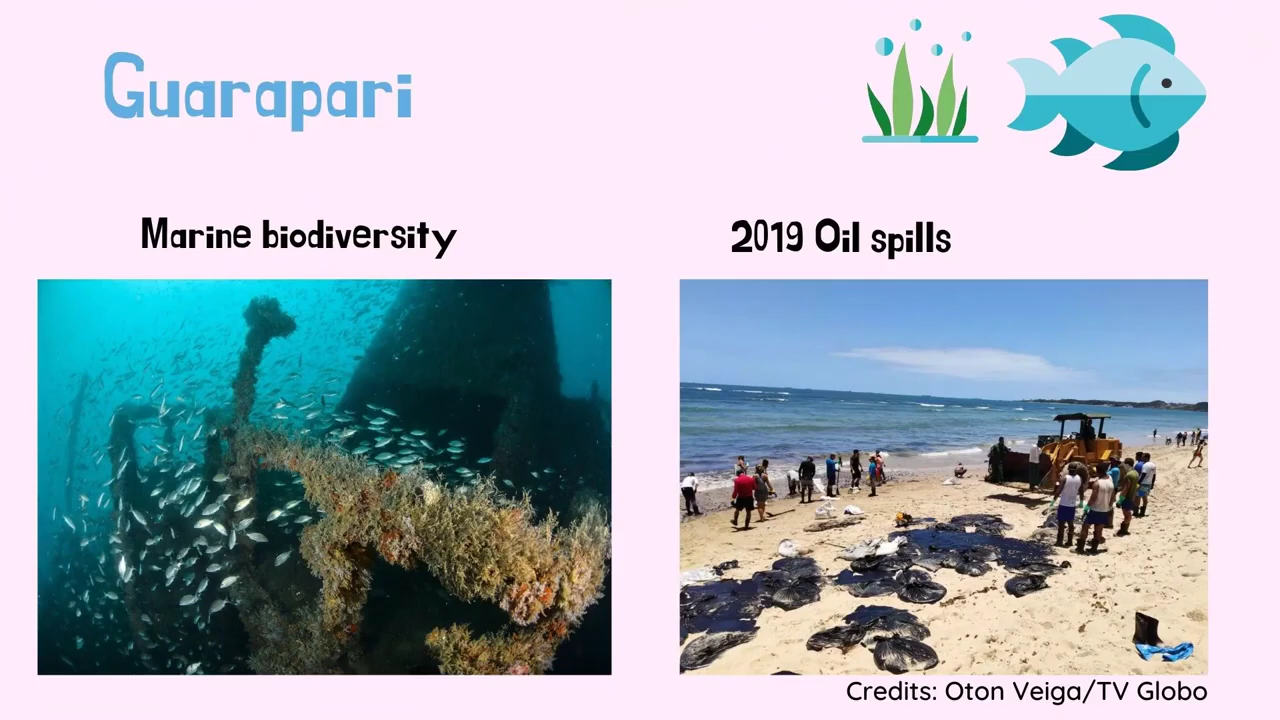 Guarapari
Marine biodiversity
2019 Oil spills
Credits: Oton Veiga/TV Globo